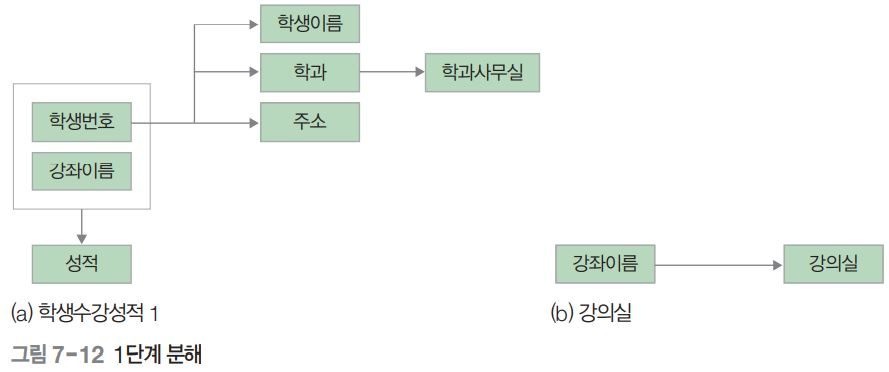 학생이름
학과
학과사무실
학생번호
주소
강좌이름
성적
강좌이름
강의실
(a) 학생수강성적 1
(b) 강의실
그림 7-12 1단계 분해